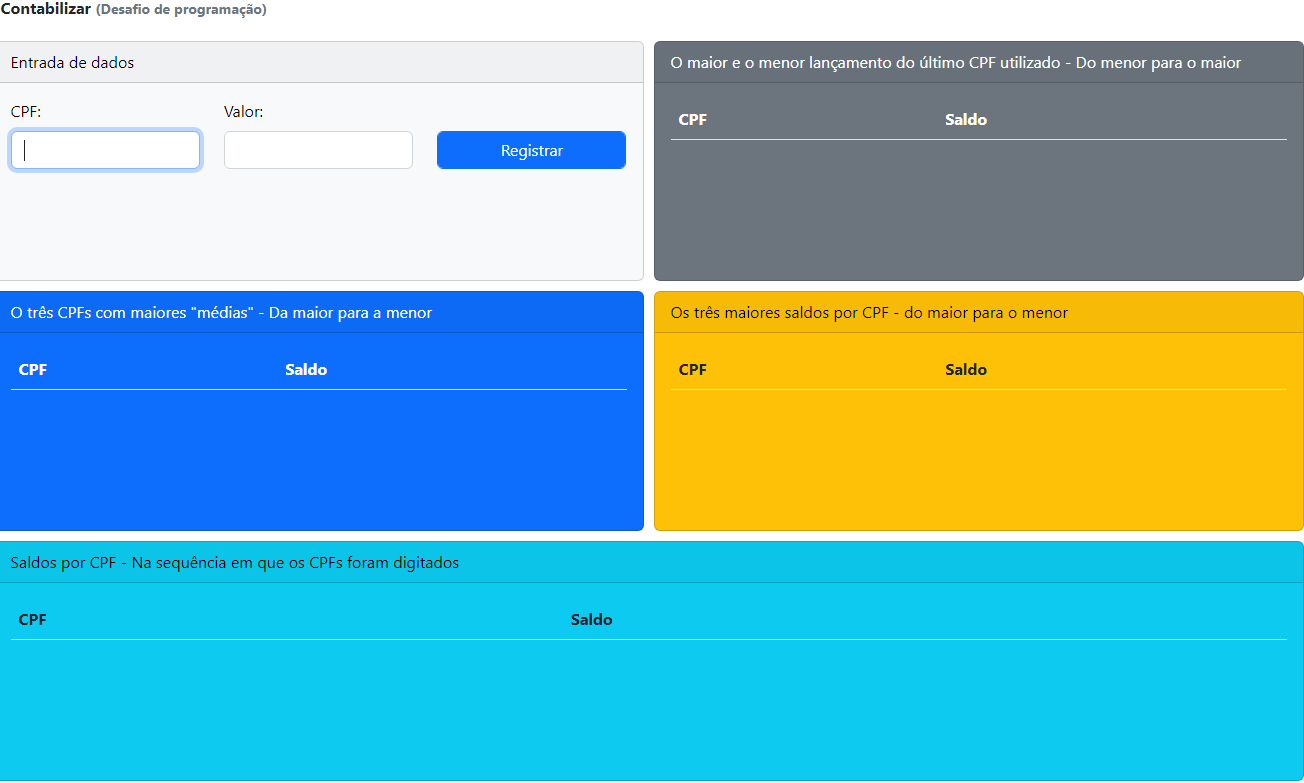 Contabilizar (Desafio de programação)
Entrada de dados
CPF:
Valor:
Registrar
O maior e o menor lançamento do último CPF utilizado - Do menor para o maior
CPF Saldo
O três CPFs com maiores "médias" - Da maior para a menor
CPF Saldo
Os três maiores saldos por CPF - do maior para o menor
CPF Saldo
Saldos por CPF - Na sequência em que os CPFs foram digitados
CPF Saldo